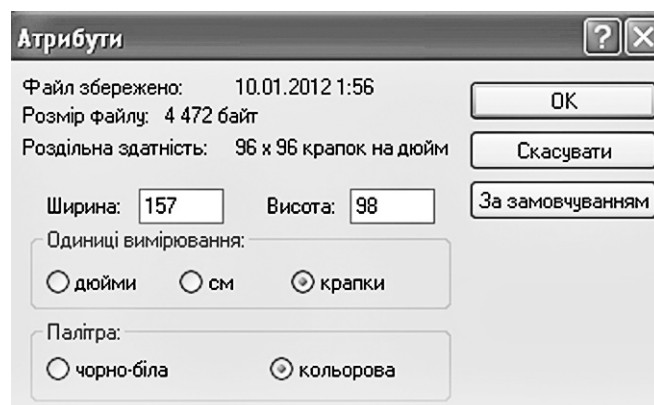 Атрибути
Файл збережено: 10.01.2012 1:56
Розмір файлу: 4 472 байт
Роздільна здатність: 96 x 96 крапок на дюйм
Ширина: 157 Висота: 98
Одиниці вимірювання:
дюйми см крапки
Палітра:
чорно-біла кольорова
ОК
Скасувати
За замовчуванням